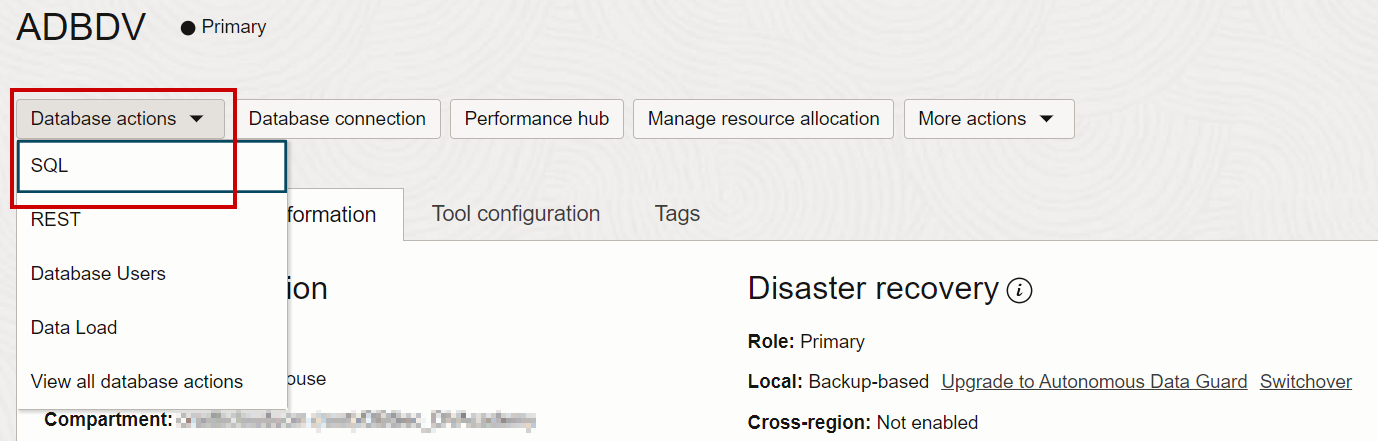 ADBDV
Primary
Database actions
Database connection
Performance hub
Manage resource allocation
More actions
SQL
REST
Database Users
Data Load
View all database actions
formation
Tool configuration
Tags
ion
ouse
Compartment:
Disaster recovery i
Role: Primary
Local: Backup-based Upgrade to Autonomous Data Guard Switchover
Cross-region: Not enabled